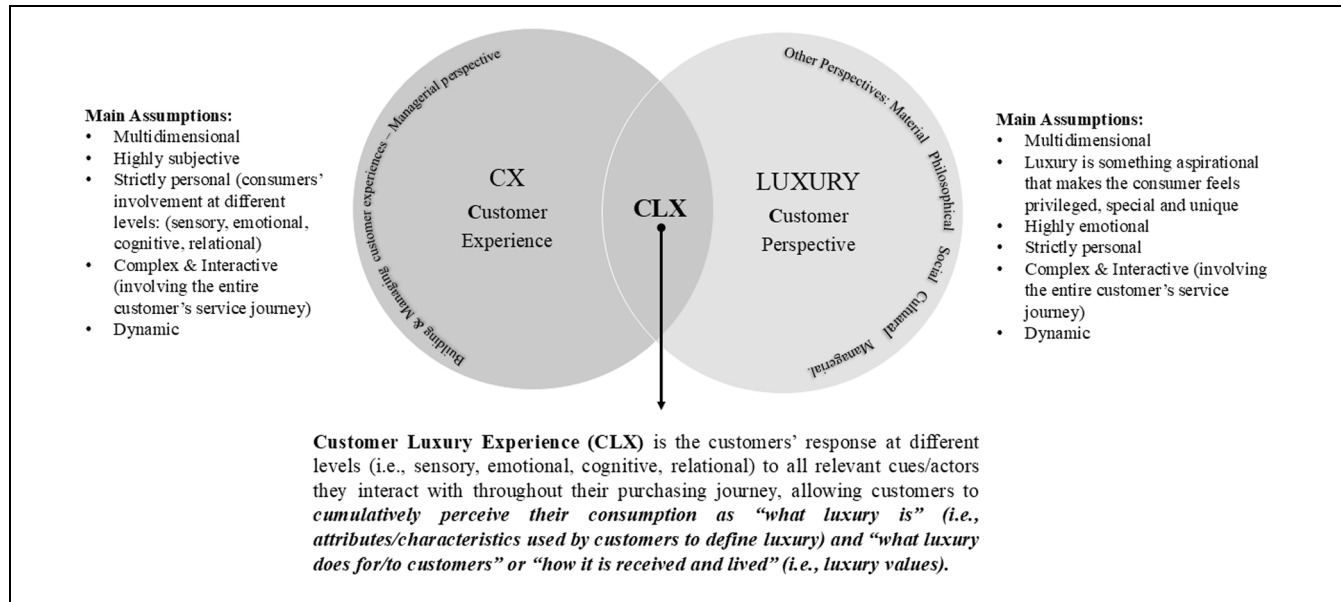 Building & Managing customer experiences – Managerial perspective
Other Perspectives: Material Philosophical Social Cultuaral Managerial.
Main Assumptions:
• Multidimensional
• Highly subjective
• Strictly personal (consumers’
involvement at different
levels: (sensory, emotional,
cognitive, relational)
• Complex & Interactive
(involving the entire
customer’s service journey)
• Dynamic
CX
Customer
Experience
CLX
LUXURY
Customer
Perspective
Main Assumptions:
• Multidimensional
• Luxury is something aspirational
that makes the consumer feels
privileged, special and unique
• Highly emotional
• Strictly personal
• Complex & Interactive (involving
the entire customer’s service
journey)
• Dynamic
Customer Luxury Experience (CLX) is the customers’ response at different
levels (i.e., sensory, emotional, cognitive, relational) to all relevant cues/actors
they interact with throughout their purchasing journey, allowing customers to
cumulatively perceive their consumption as “what luxury is” (i.e.,
attributes/characteristics used by customers to define luxury) and “what luxury
does for/to customers” or “how it is received and lived” (i.e., luxury values).